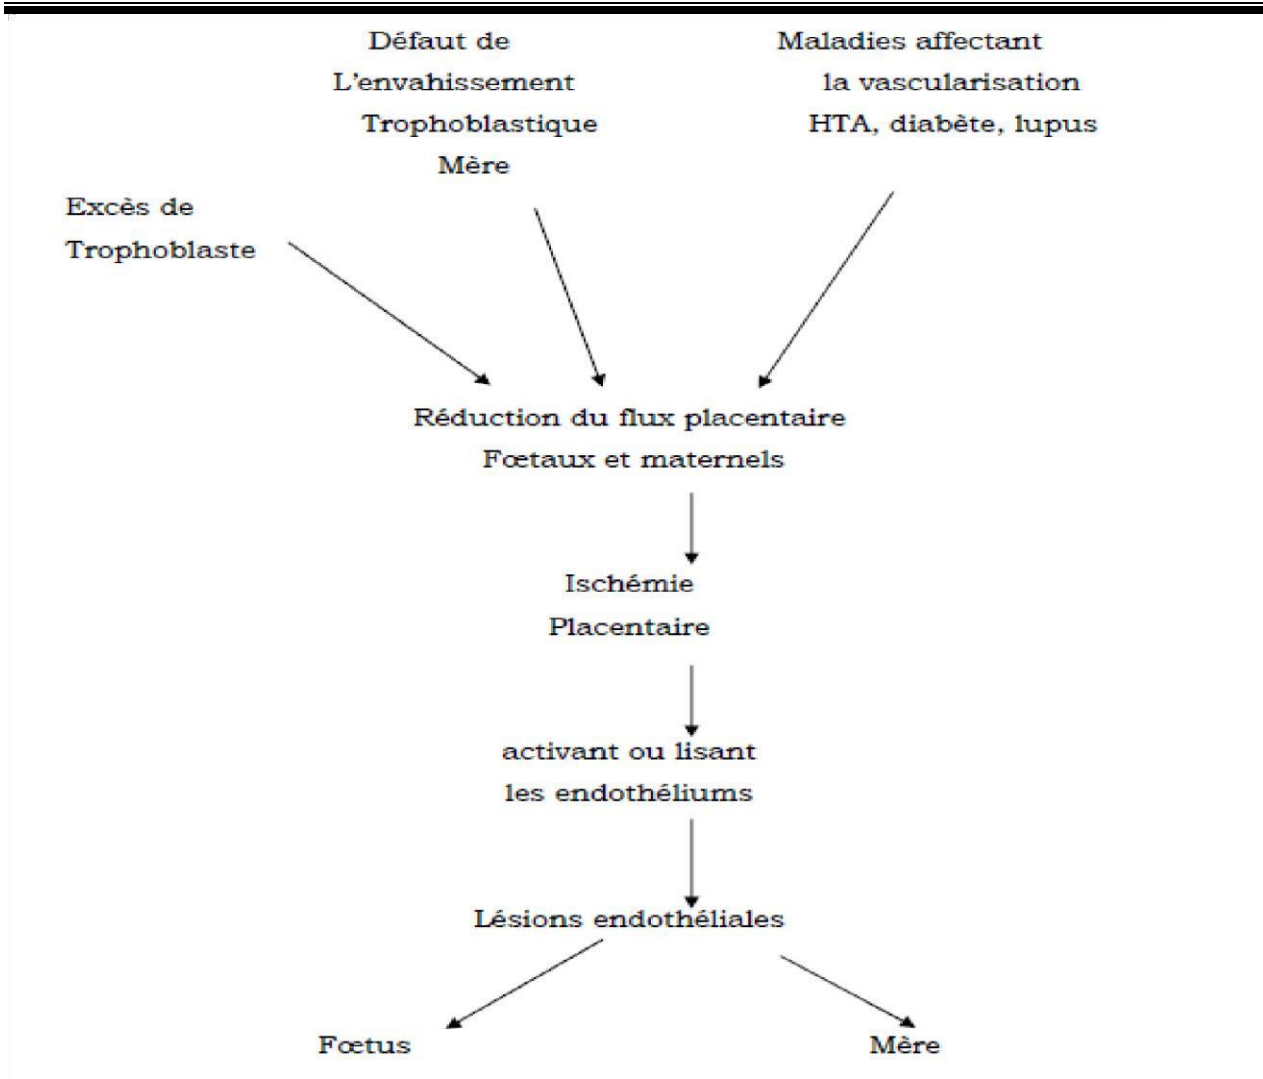 Défaut de
L'envahissement
Trophoblastique
Mère
Maladies affectant
la vascularisation
HTA, diabète, lupus
Excès de
Trophoblaste
Réduction du flux placentaire
Fœtaux et maternels
Ischémie
Placentaire
activant ou lisant
les endothéliums
Lésions endothéliales
Fœtus
Mère